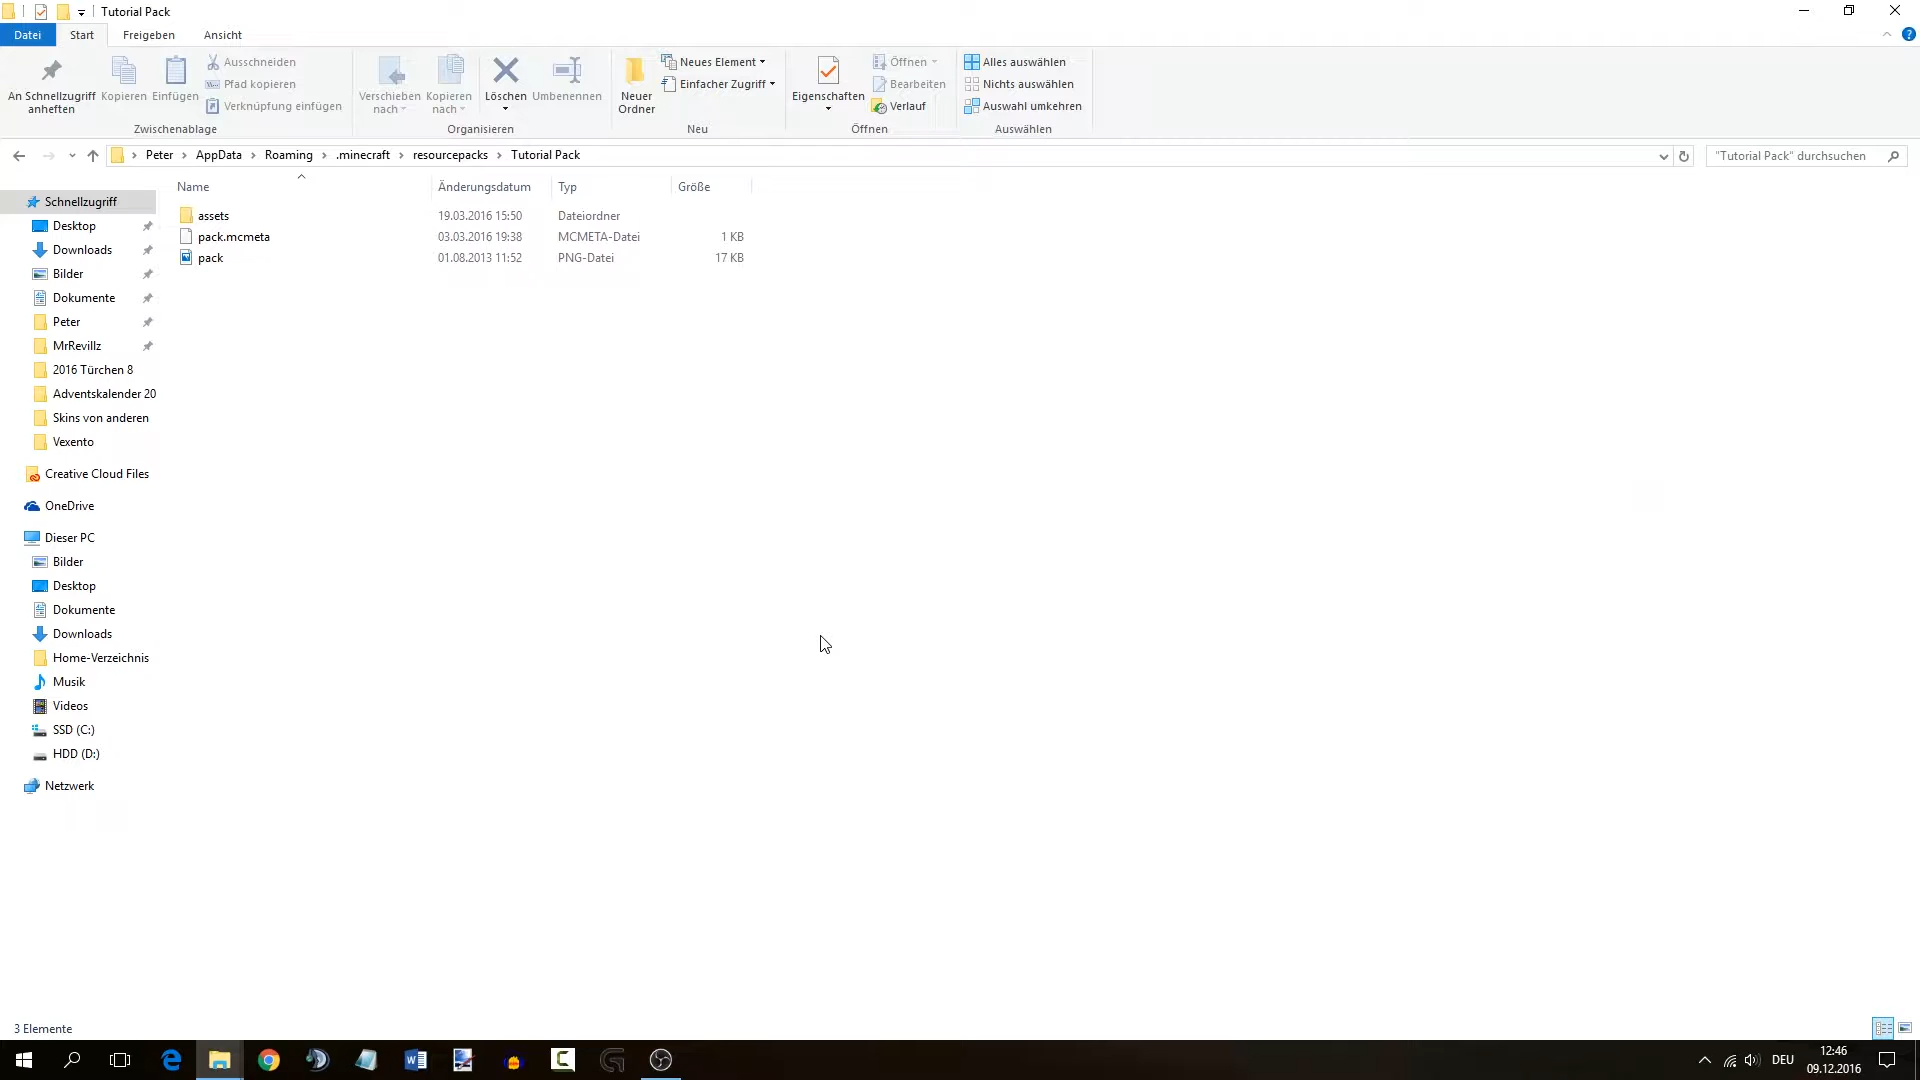 Tutorial Pack
Datei Start Freigeben Ansicht
An Schnellzugriff anheften
Kopieren
Einfügen
Ausschneiden
Pfad kopieren
Verknüpfung einfügen
Zwischenablage
Verschieben nach
Kopieren nach
Löschen
Umbenennen
Organisieren
Neuer Ordner
Neues Element
Einfacher Zugriff
Neu
Eigenschaften
Öffnen
Bearbeiten
Verlauf
Öffnen
Alles auswählen
Nichts auswählen
Auswahl umkehren
Auswählen
Peter > AppData > Roaming > .minecraft > resourcepacks > Tutorial Pack
"Tutorial Pack" durchsuchen
Name Änderungsdatum Typ Größe
assets 19.03.2016 15:50 Dateiordner
pack.mcmeta 03.03.2016 19:38 MCMETA-Datei 1 KB
pack 01.08.2013 11:52 PNG-Datei 17 KB
Schnellzugriff
Desktop
Downloads
Bilder
Dokumente
Peter
MrRevillz
2016 Türchen 8
Adventskalender 20
Skins von anderen
Vexento
Creative Cloud Files
OneDrive
Dieser PC
Bilder
Desktop
Dokumente
Downloads
Home-Verzeichnis
Musik
Videos
SSD (C:)
HDD (D:)
Netzwerk
3 Elemente
DEU
12:46
09.12.2016